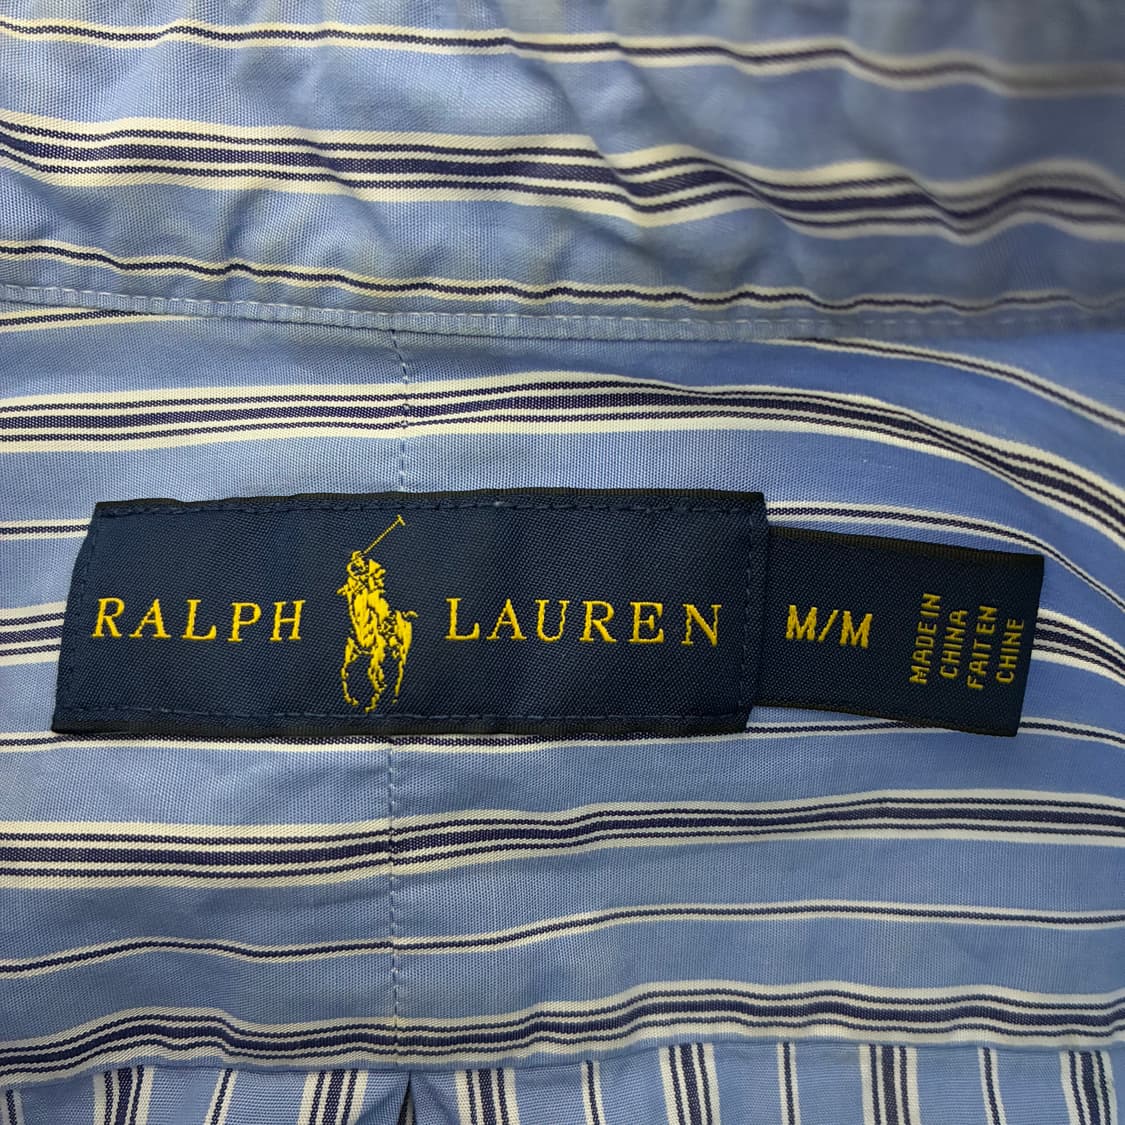 RALPH LAUREN
M/M
MADE IN
CHINA
FAIT EN
CHINE